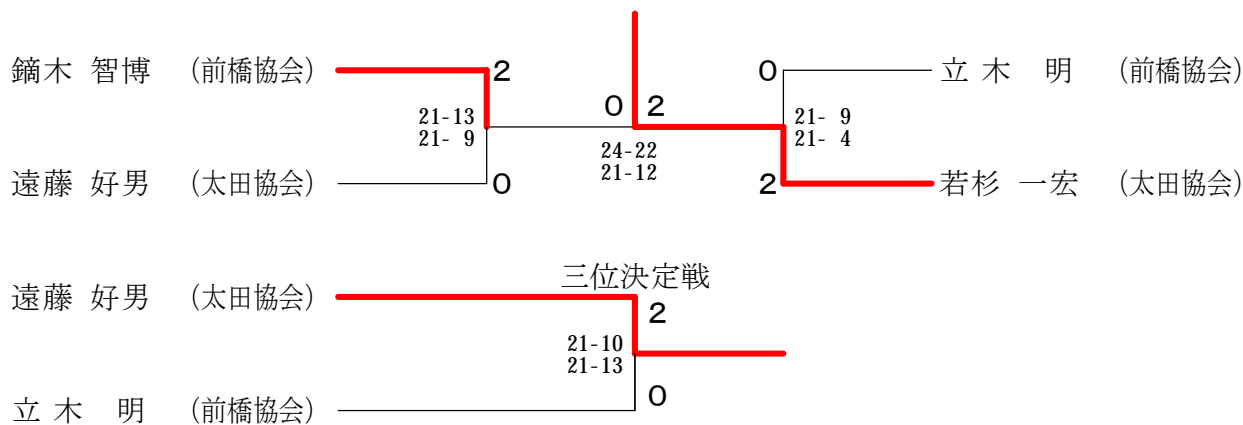 鏑木 智博 (前橋協会) 2 0 立 木 明 (前橋協会)
21-13 0 2 21- 9
21- 9 24-22 21- 4
21-12
遠藤 好男 (太田協会) 0 2 若杉 一宏 (太田協会)
三位決定戦
遠藤 好男 (太田協会) 2
21-10
21-13
立 木 明 (前橋協会) 0